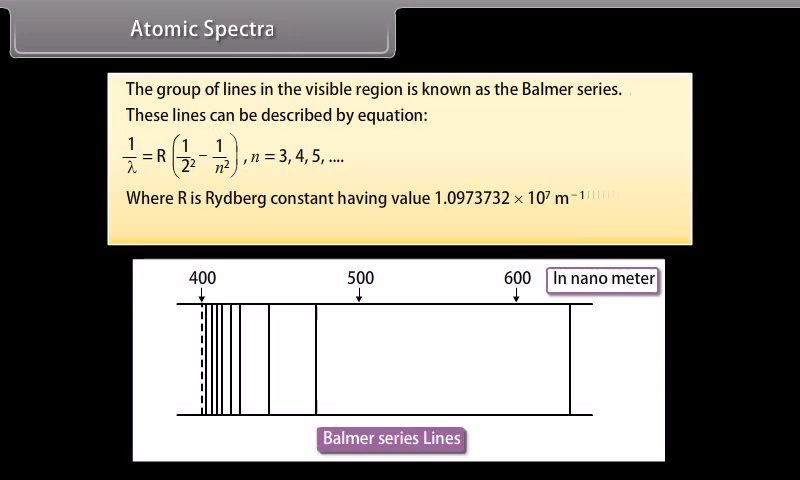 Atomic Spectra
The group of lines in the visible region is known as the Balmer series.
These lines can be described by equation:
1/λ = R (1/2² − 1/n²), n = 3, 4, 5, ....
Where R is Rydberg constant having value 1.0973732 × 10⁷ m⁻¹
400 500 600 In nano meter
Balmer series Lines